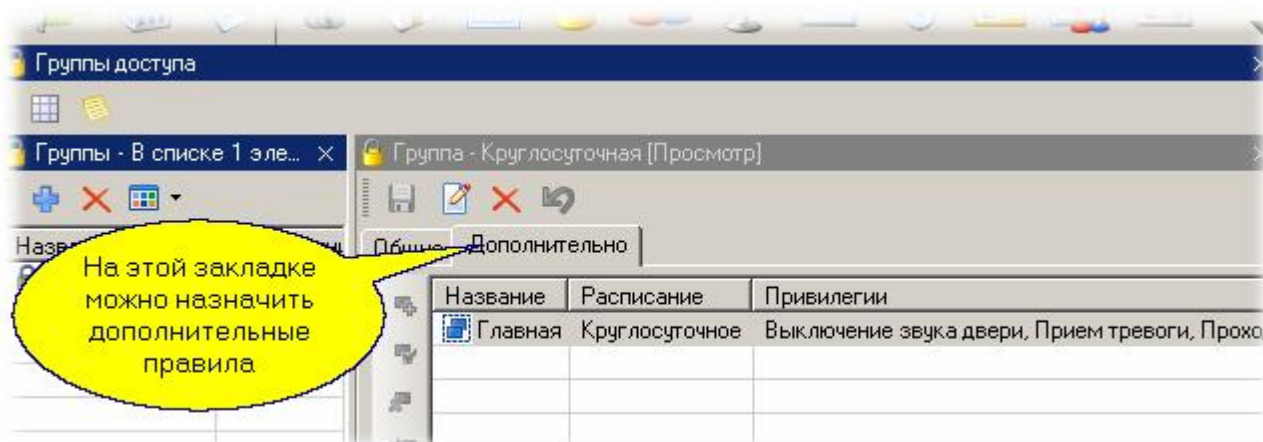 Группы доступа
Группы - В списке 1 эле...
Группа - Круглосуточная [Просмотр]
Дополнительно
На этой закладке
можно назначить
дополнительные
правила
Название Расписание Привилегии
Главная Круглосуточное Выключение звука двери, Прием тревоги, Прохо